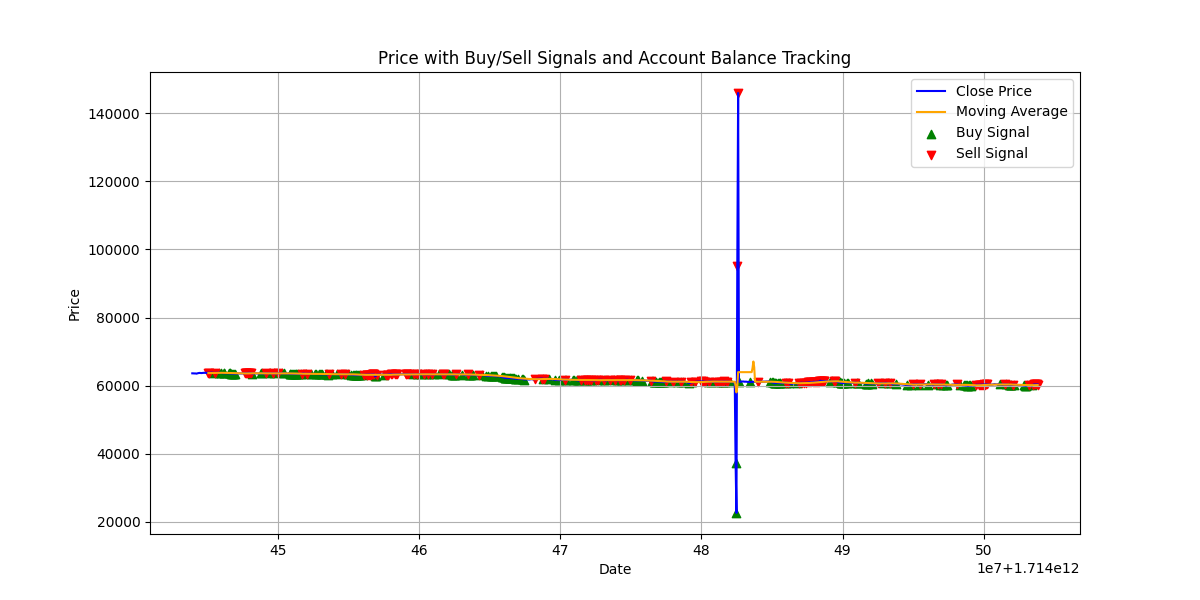 Price with Buy/Sell Signals and Account Balance Tracking
Close Price
Moving Average
Buy Signal
Sell Signal
140000
120000
100000
80000
60000
40000
20000
Price
45 46 47 48 49 50
Date
1e7+1.714e12